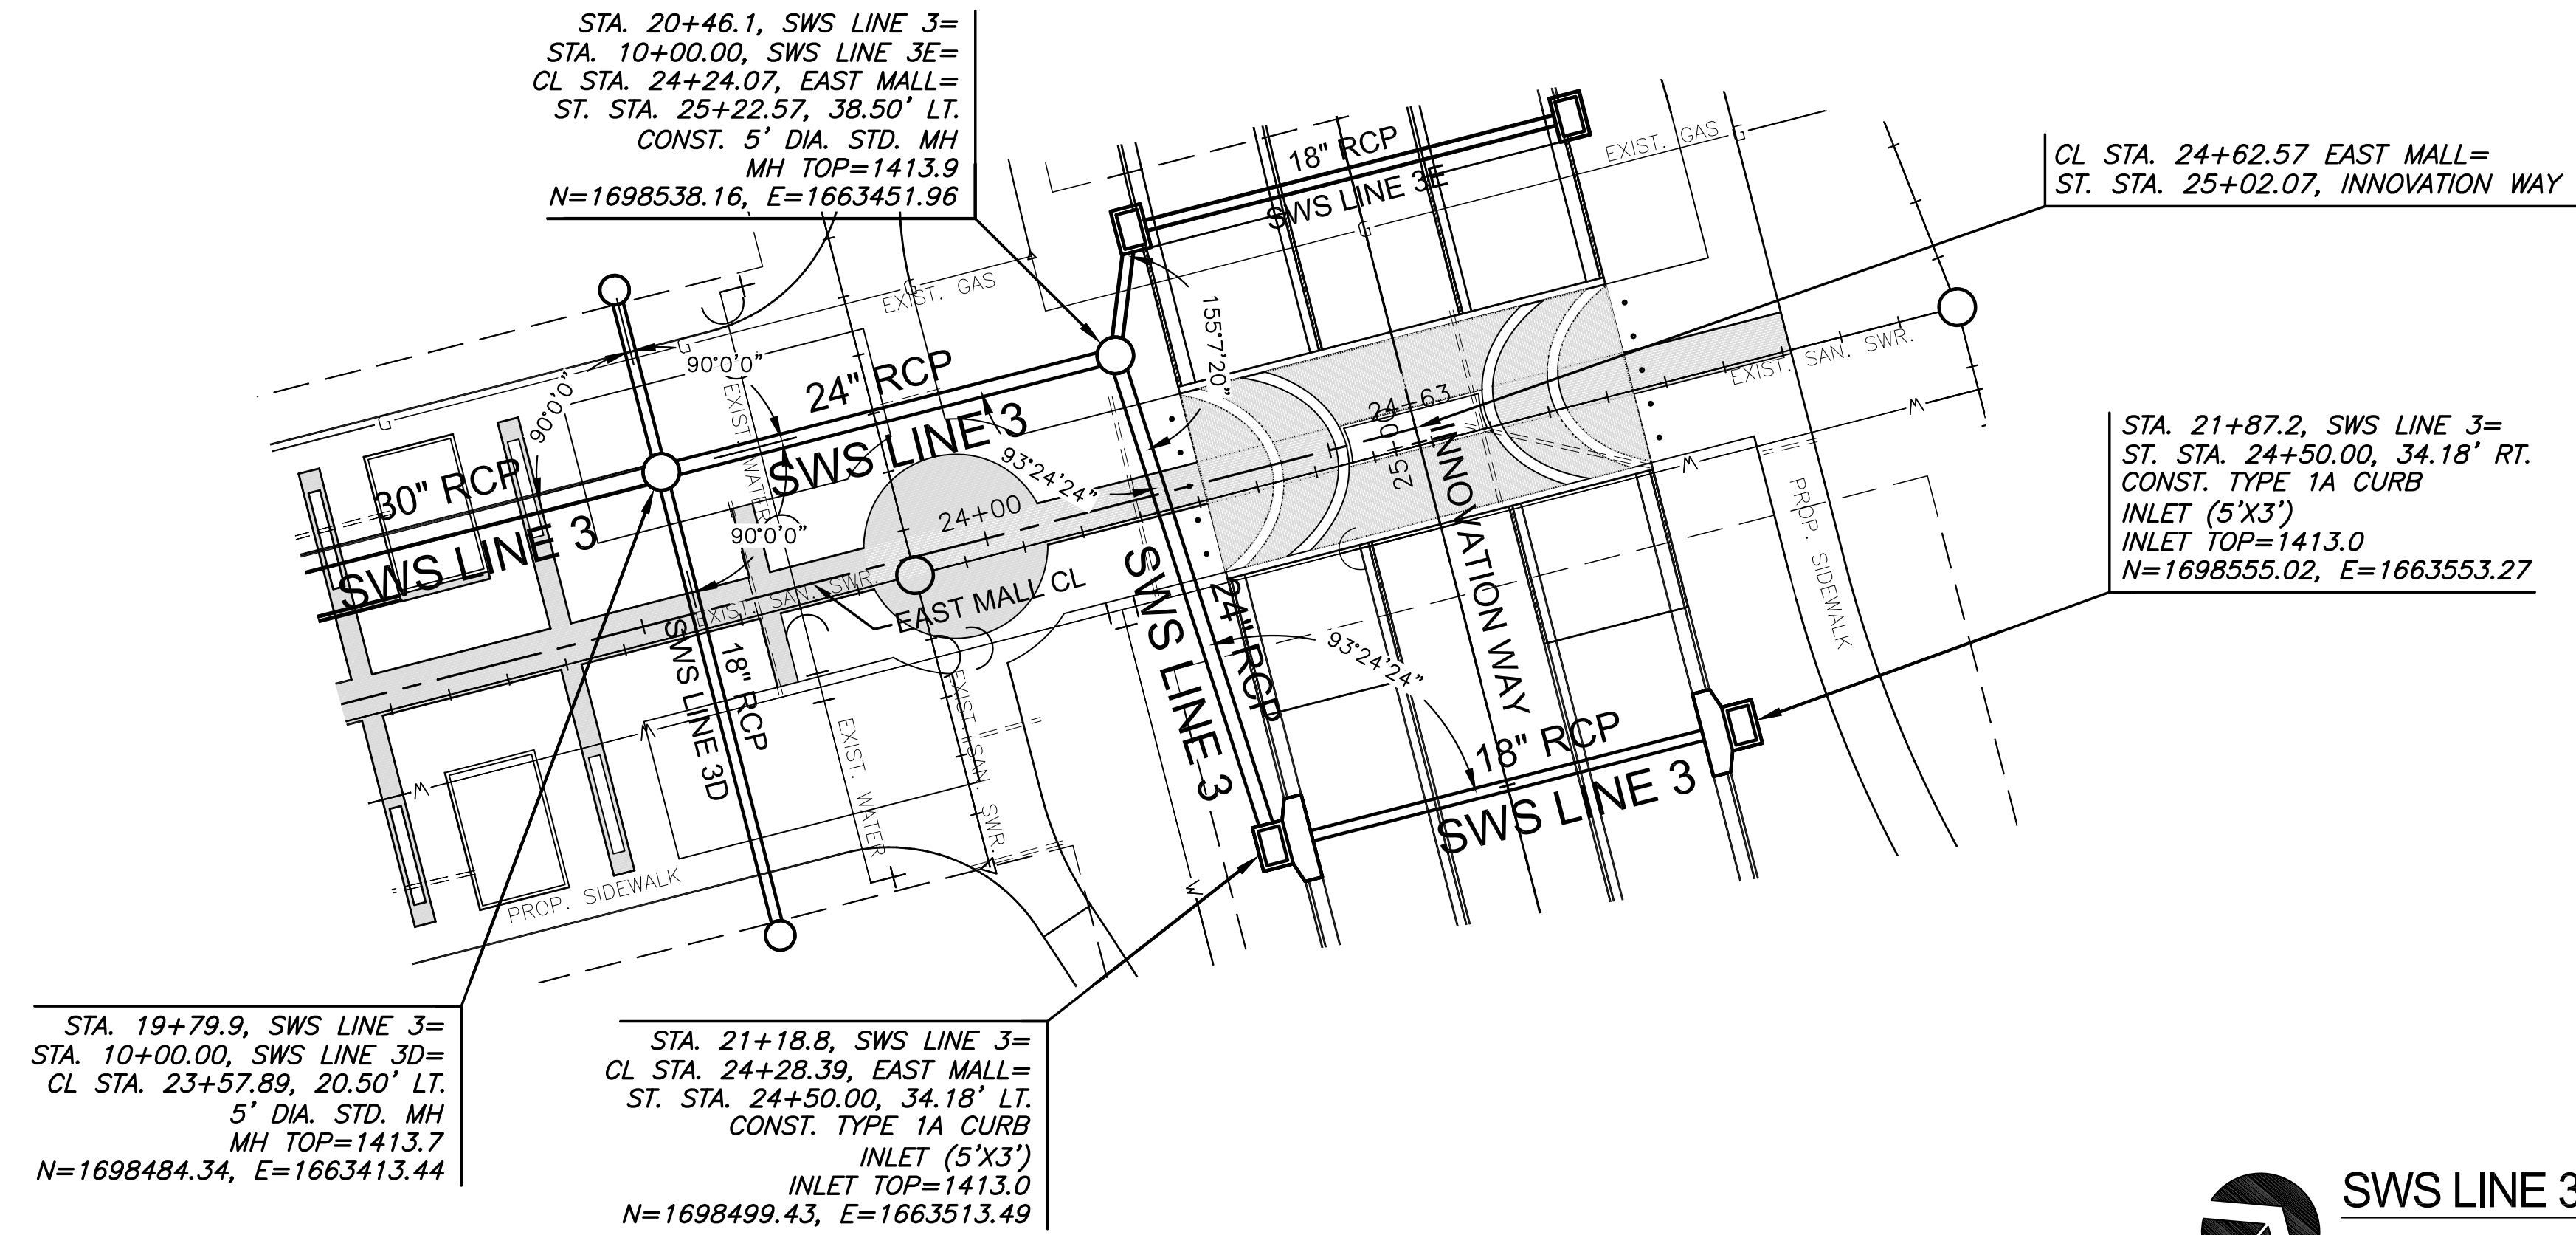 STA. 20+46.1, SWS LINE 3=
STA. 10+00.00, SWS LINE 3E=
CL STA. 24+24.07, EAST MALL=
ST. STA. 25+22.57, 38.50' LT.
CONST. 5' DIA. STD. MH
MH TOP=1413.9
N=1698538.16, E=1663451.96
CL STA. 24+62.57 EAST MALL=
ST. STA. 25+02.07, INNOVATION WAY
18" RCP
SWS LINE 3E
EXIST. GAS
G
G
EXIST. GAS
G
G
G
155°7'20"
90°0'0"
90°0'0"
24" RCP
SWS LINE 3
EXIST. WATER
93°24'24"
30" RCP
SWS LINE 3
90°0'0"
24+00
24+63
25+00
INNOVATION WAY
EXIST. SAN. SWR.
W
W
PROP. SIDEWALK
EXIST. SAN. SWR.
EAST MALL CL
SWS LINE 3D
18" RCP
SWS LINE 3
24" RCP
93°24'24"
18" RCP
SWS LINE 3
EXIST. WATER
EXIST. SAN. SWR.
W
W
W
PROP. SIDEWALK
STA. 21+87.2, SWS LINE 3=
ST. STA. 24+50.00, 34.18' RT.
CONST. TYPE 1A CURB
INLET (5'X3')
INLET TOP=1413.0
N=1698555.02, E=1663553.27
STA. 19+79.9, SWS LINE 3=
STA. 10+00.00, SWS LINE 3D=
CL STA. 23+57.89, 20.50' LT.
5' DIA. STD. MH
MH TOP=1413.7
N=1698484.34, E=1663413.44
STA. 21+18.8, SWS LINE 3=
CL STA. 24+28.39, EAST MALL=
ST. STA. 24+50.00, 34.18' LT.
CONST. TYPE 1A CURB
INLET (5'X3')
INLET TOP=1413.0
N=1698499.43, E=1663513.49
SWS LINE 3